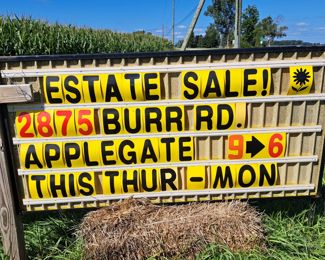 ESTATE SALE!
2875 BURR RD.
APPLEGATE 9→6
THIS THUR!-MON